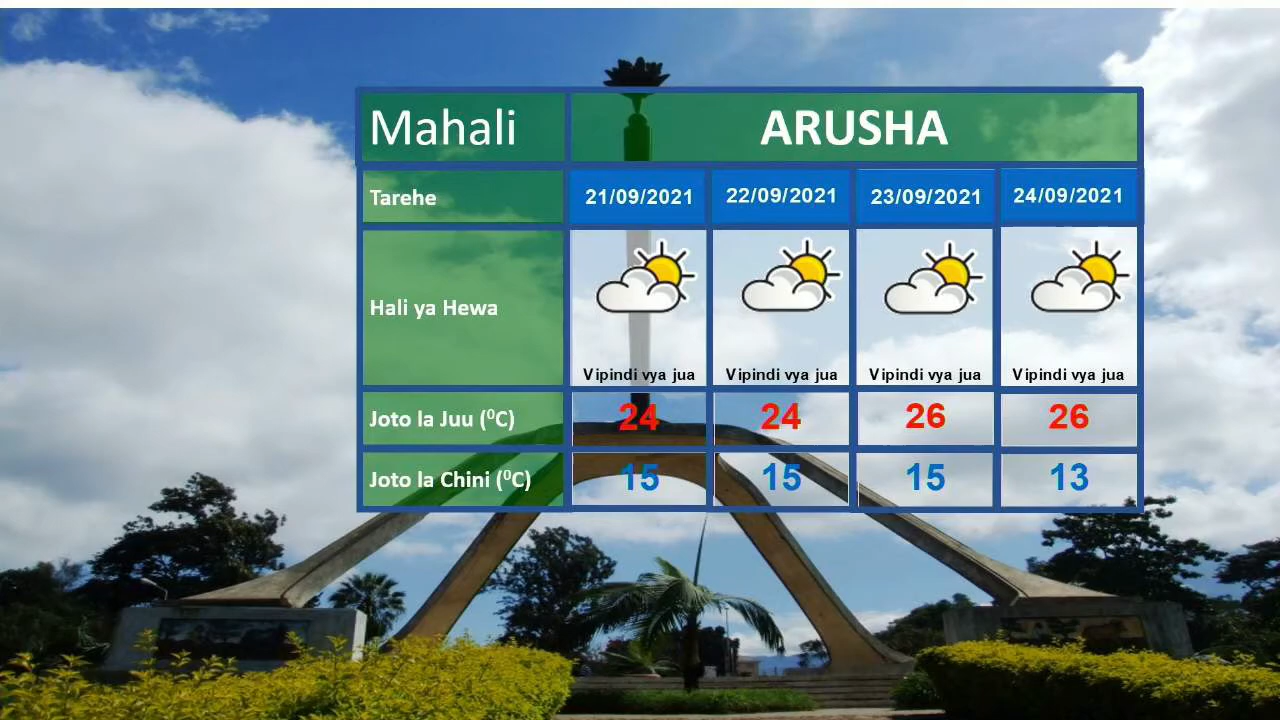 Mahali ARUSHA
Tarehe 21/09/2021 22/09/2021 23/09/2021 24/09/2021
Hali ya Hewa
Vipindi vya jua Vipindi vya jua Vipindi vya jua Vipindi vya jua
Joto la Juu (⁰C) 24 24 26 26
Joto la Chini (⁰C) 15 15 15 13